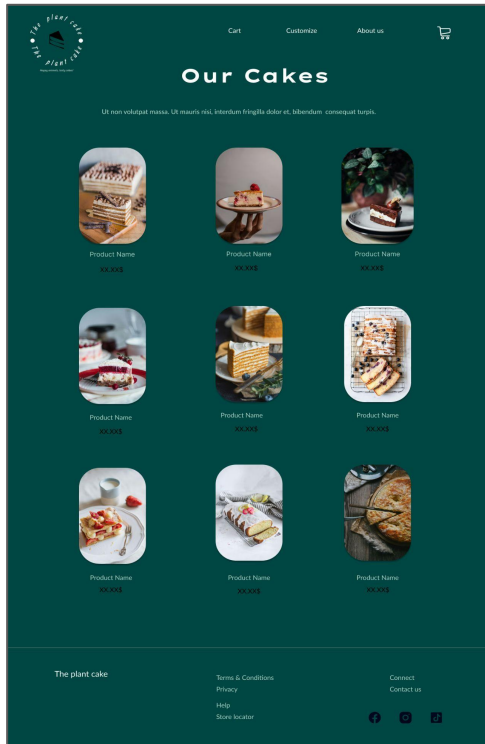 The plant cake
The plant cake
Cart Customize About us
Our Cakes
Ut non volutpat massa. Ut mauris nisi, interdum fringilla dolor et, bibendum consequat turpis.
Product Name Product Name Product Name
XX,XX$ XX,XX$ XX,XX$
Product Name Product Name Product Name
XX,XX$ XX,XX$ XX,XX$
Product Name Product Name Product Name
XX,XX$ XX,XX$ XX,XX$
The plant cake
Terms & Conditions Connect
Privacy Contact us
Help
Store locator